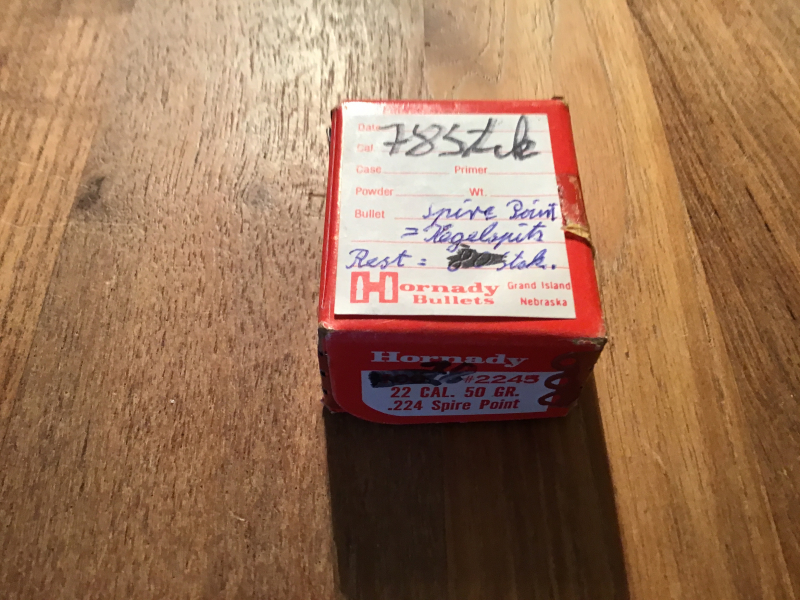 Date
Cal.
78 Stck
Case Primer
Powder Wt.
Bullet Spire Point
= Kegelspitz
Rest = stck.
Hornady
Bullets
Grand Island
Nebraska
Hornady
#2245
22 CAL. 50 GR.
.224 Spire Point